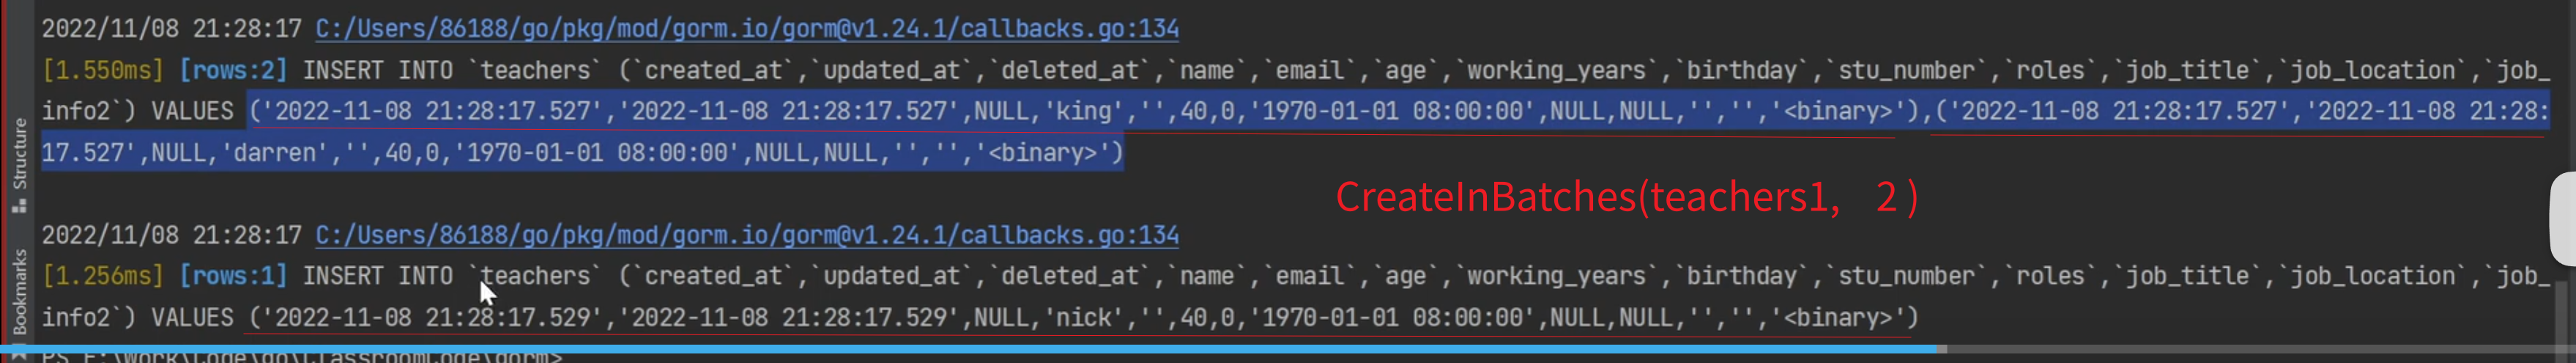 2022/11/08 21:28:17 C:/Users/86188/go/pkg/mod/gorm.io/gorm@v1.24.1/callbacks.go:134
[1.550ms] [rows:2] INSERT INTO `teachers` (`created_at`,`updated_at`,`deleted_at`,`name`,`email`,`age`,`working_years`,`birthday`,`stu_number`,`roles`,`job_title`,`job_location`,`job_
info2`) VALUES ('2022-11-08 21:28:17.527','2022-11-08 21:28:17.527',NULL,'king','',40,0,'1970-01-01 08:00:00',NULL,NULL,'','','<binary>'),('2022-11-08 21:28:17.527','2022-11-08 21:28:
17.527',NULL,'darren','',40,0,'1970-01-01 08:00:00',NULL,NULL,'','','<binary>')
Structure
CreateInBatches(teachers1, 2 )
2022/11/08 21:28:17 C:/Users/86188/go/pkg/mod/gorm.io/gorm@v1.24.1/callbacks.go:134
[1.256ms] [rows:1] INSERT INTO `teachers` (`created_at`,`updated_at`,`deleted_at`,`name`,`email`,`age`,`working_years`,`birthday`,`stu_number`,`roles`,`job_title`,`job_location`,`job_
info2`) VALUES ('2022-11-08 21:28:17.529','2022-11-08 21:28:17.529',NULL,'nick','',40,0,'1970-01-01 08:00:00',NULL,NULL,'','','<binary>')
Bookmarks
PS E:\Work\Code\go\ClassroomCode\gorm>